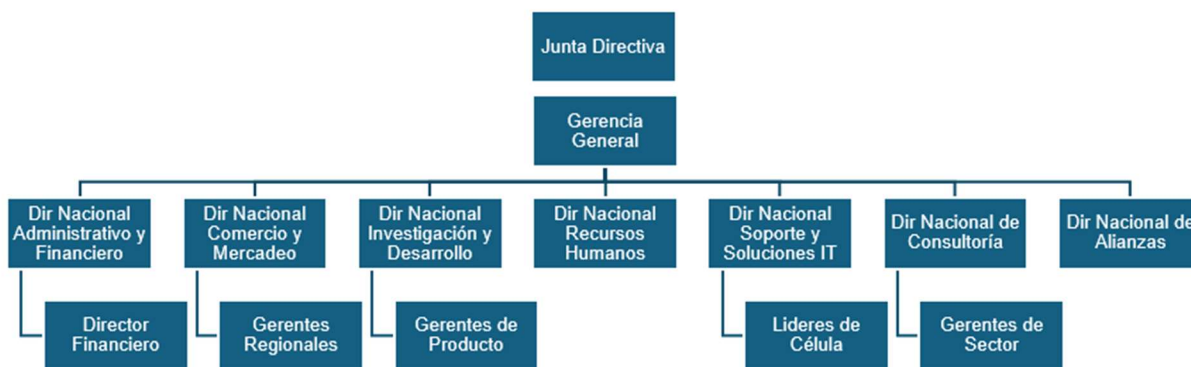 Junta Directiva
Gerencia
General
Dir Nacional
Administrativo y
Financiero
Dir Nacional
Comercio y
Mercadeo
Dir Nacional
Investigación y
Desarrollo
Dir Nacional
Recursos
Humanos
Dir Nacional
Soporte y
Soluciones IT
Dir Nacional de
Consultoría
Dir Nacional de
Alianzas
Director
Financiero
Gerentes
Regionales
Gerentes de
Producto
Lideres de
Célula
Gerentes de
Sector